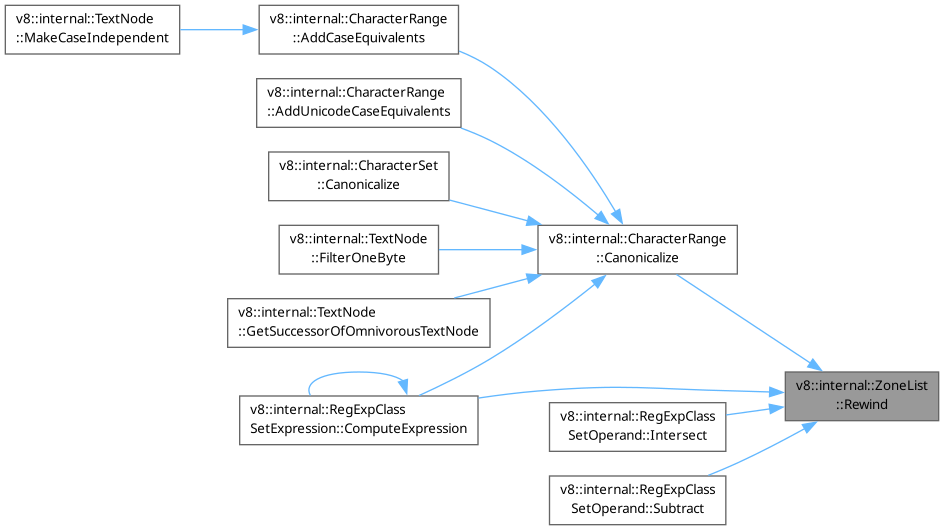 v8::internal::TextNode
::MakeCaseIndependent
v8::internal::CharacterRange
::AddCaseEquivalents
v8::internal::CharacterRange
::AddUnicodeCaseEquivalents
v8::internal::CharacterSet
::Canonicalize
v8::internal::TextNode
::FilterOneByte
v8::internal::CharacterRange
::Canonicalize
v8::internal::TextNode
::GetSuccessorOfOmnivorousTextNode
v8::internal::RegExpClass
SetExpression::ComputeExpression
v8::internal::ZoneList
::Rewind
v8::internal::RegExpClass
SetOperand::Intersect
v8::internal::RegExpClass
SetOperand::Subtract